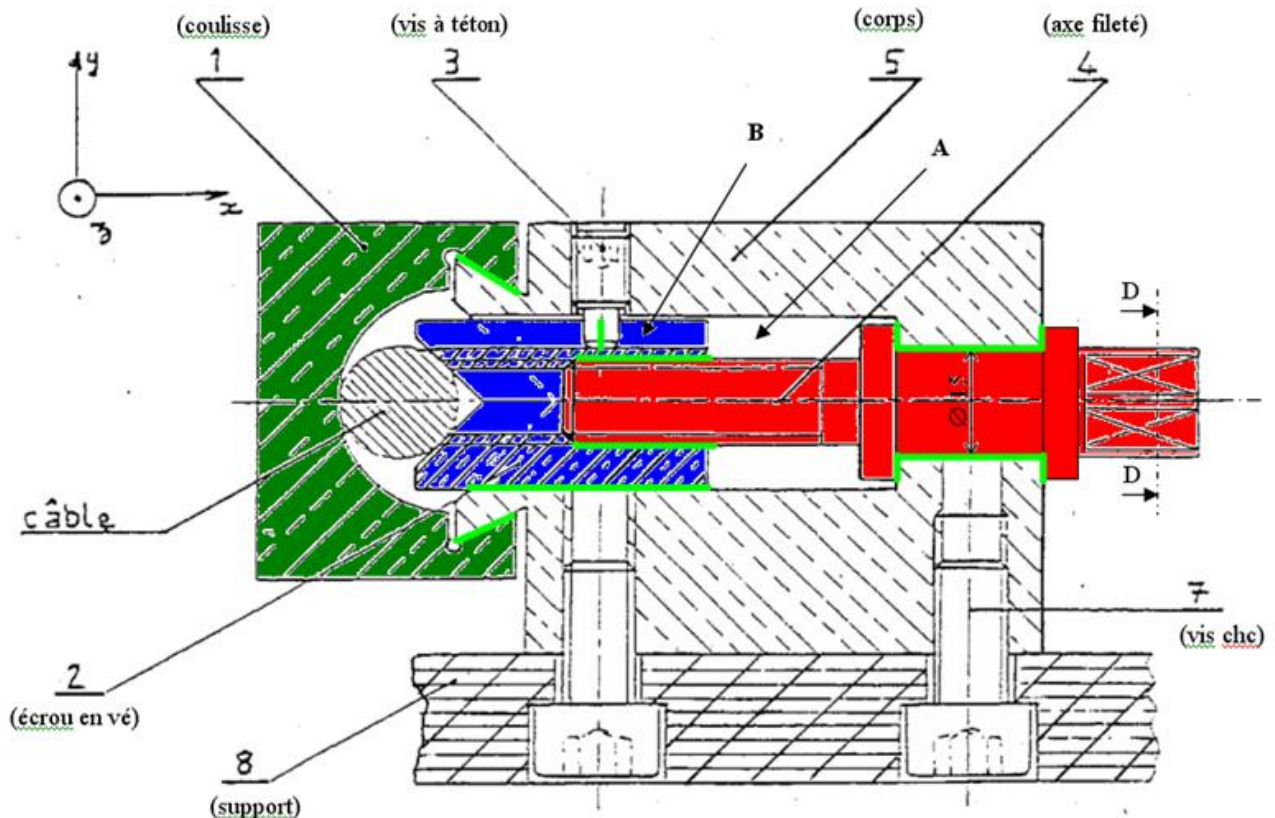 (coulisse) (vis à téton) (corps) (axe fileté)
1 3 5 4
y
B
A
x
z
D
D
câble
7
(vis chc)
2
(écrou en vé)
8
(support)